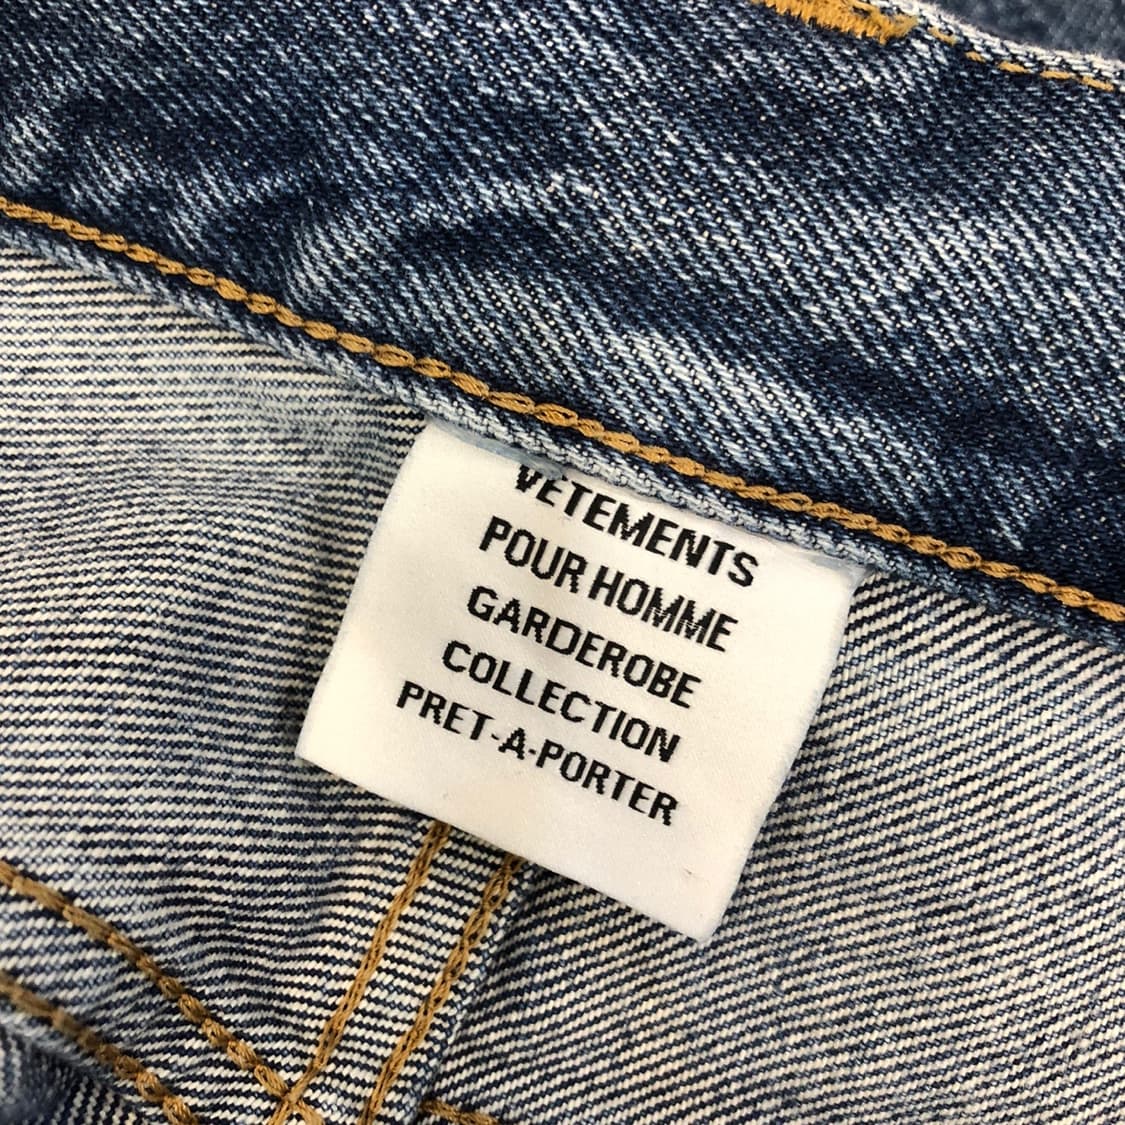 VETEMENTS
POUR HOMME
GARDEROBE
COLLECTION
PRET-A-PORTER